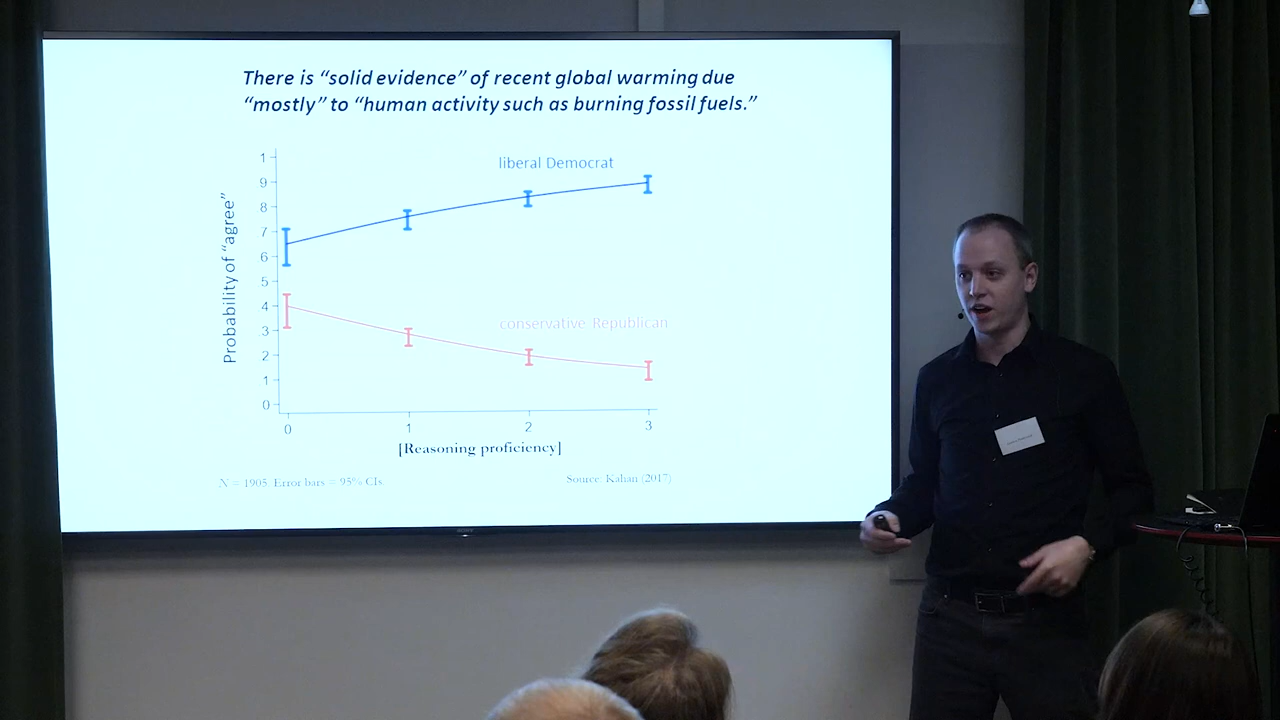 There is “solid evidence” of recent global warming due
“mostly” to “human activity such as burning fossil fuels.”
liberal Democrat
conservative Republican
Probability of “agree”
1
9
8
7
6
5
4
3
2
1
0
0 1 2 3
[Reasoning proficiency]
N = 1905. Error bars = 95% CIs.
Source: Kahan (2017)
SONY